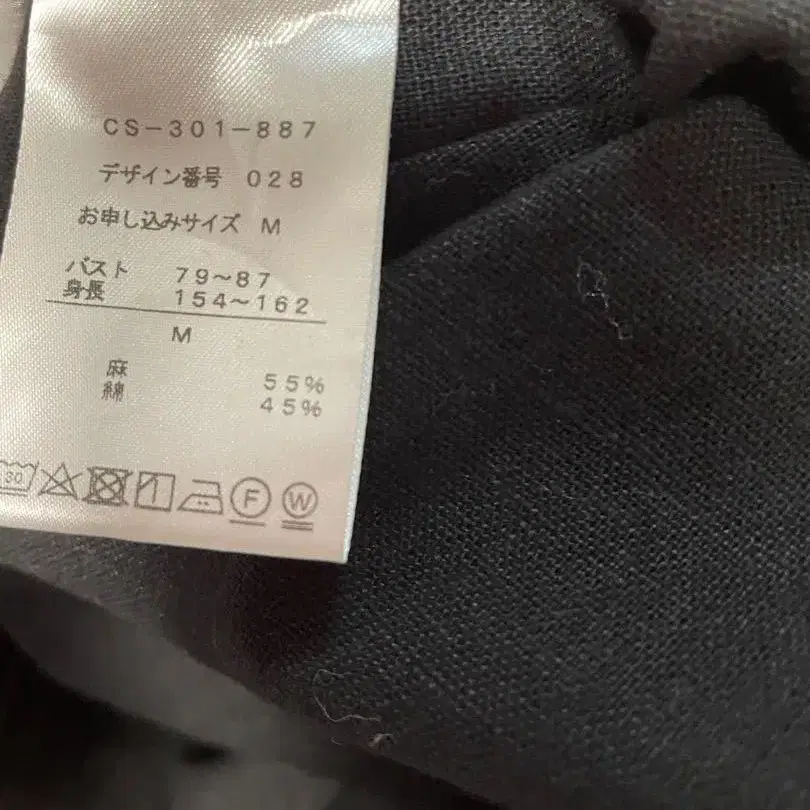 CS-301-887
デザイン番号 028
お申し込みサイズ M
バスト 79~87
身長 154~162
M
麻 55%
綿 45%
30
F W